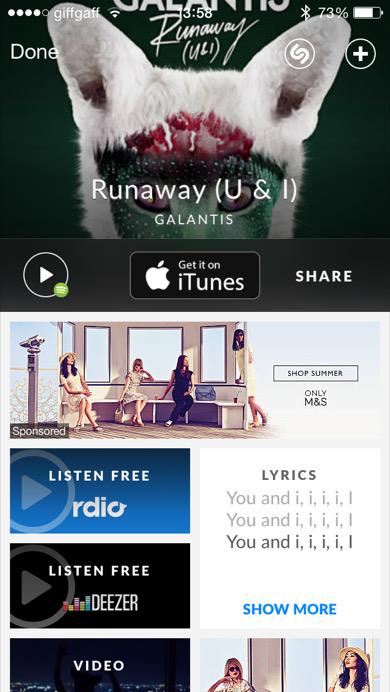 giffgaff 13:58 73%
GALANTIS
Runaway
(U&I)
Done
Runaway (U & I)
GALANTIS
Get it on
iTunes
SHARE
SHOP SUMMER
ONLY
M&S
Sponsored
LISTEN FREE
rdio
LISTEN FREE
DEEZER
VIDEO
LYRICS
You and i, i, i, i, I
You and i, i, i, i, I
You and i, i, i, i, I
SHOW MORE